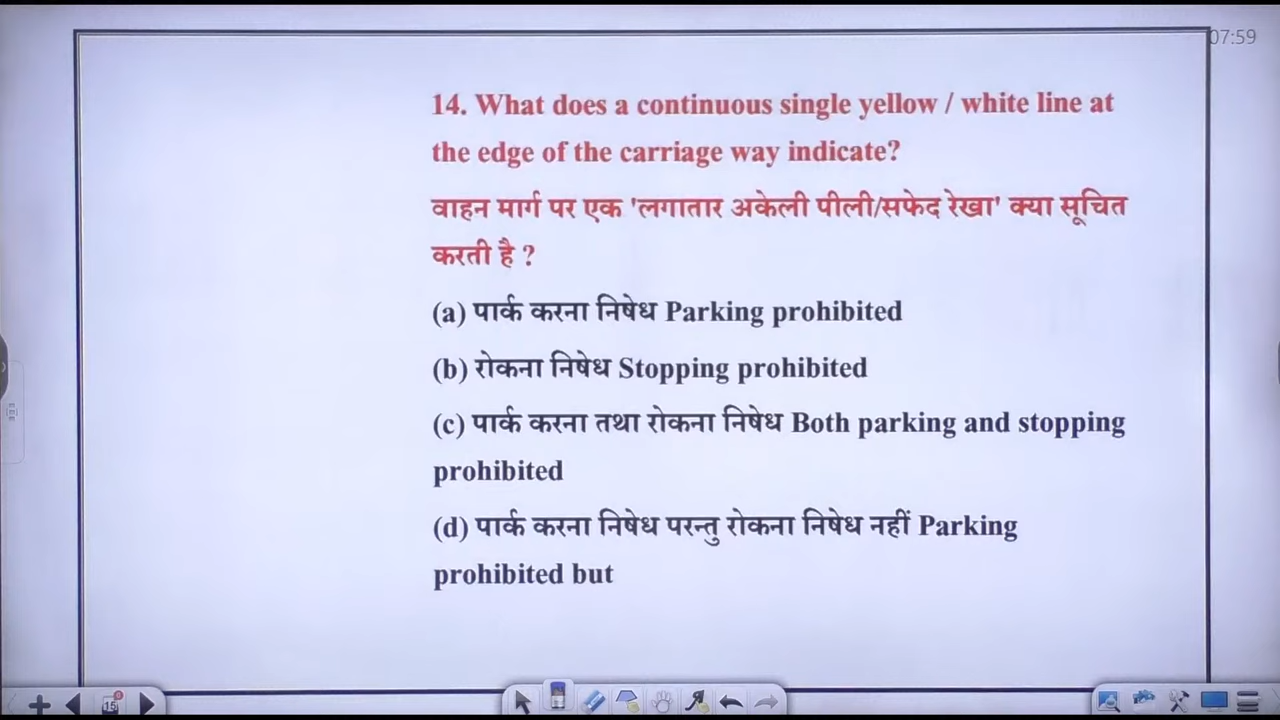 07:59
14. What does a continuous single yellow / white line at
the edge of the carriage way indicate?
वाहन मार्ग पर एक 'लगातार अकेली पीली/सफेद रेखा' क्या सूचित
करती है ?
(a) पार्क करना निषेध Parking prohibited
(b) रोकना निषेध Stopping prohibited
(c) पार्क करना तथा रोकना निषेध Both parking and stopping
prohibited
(d) पार्क करना निषेध परन्तु रोकना निषेध नहीं Parking
prohibited but
15